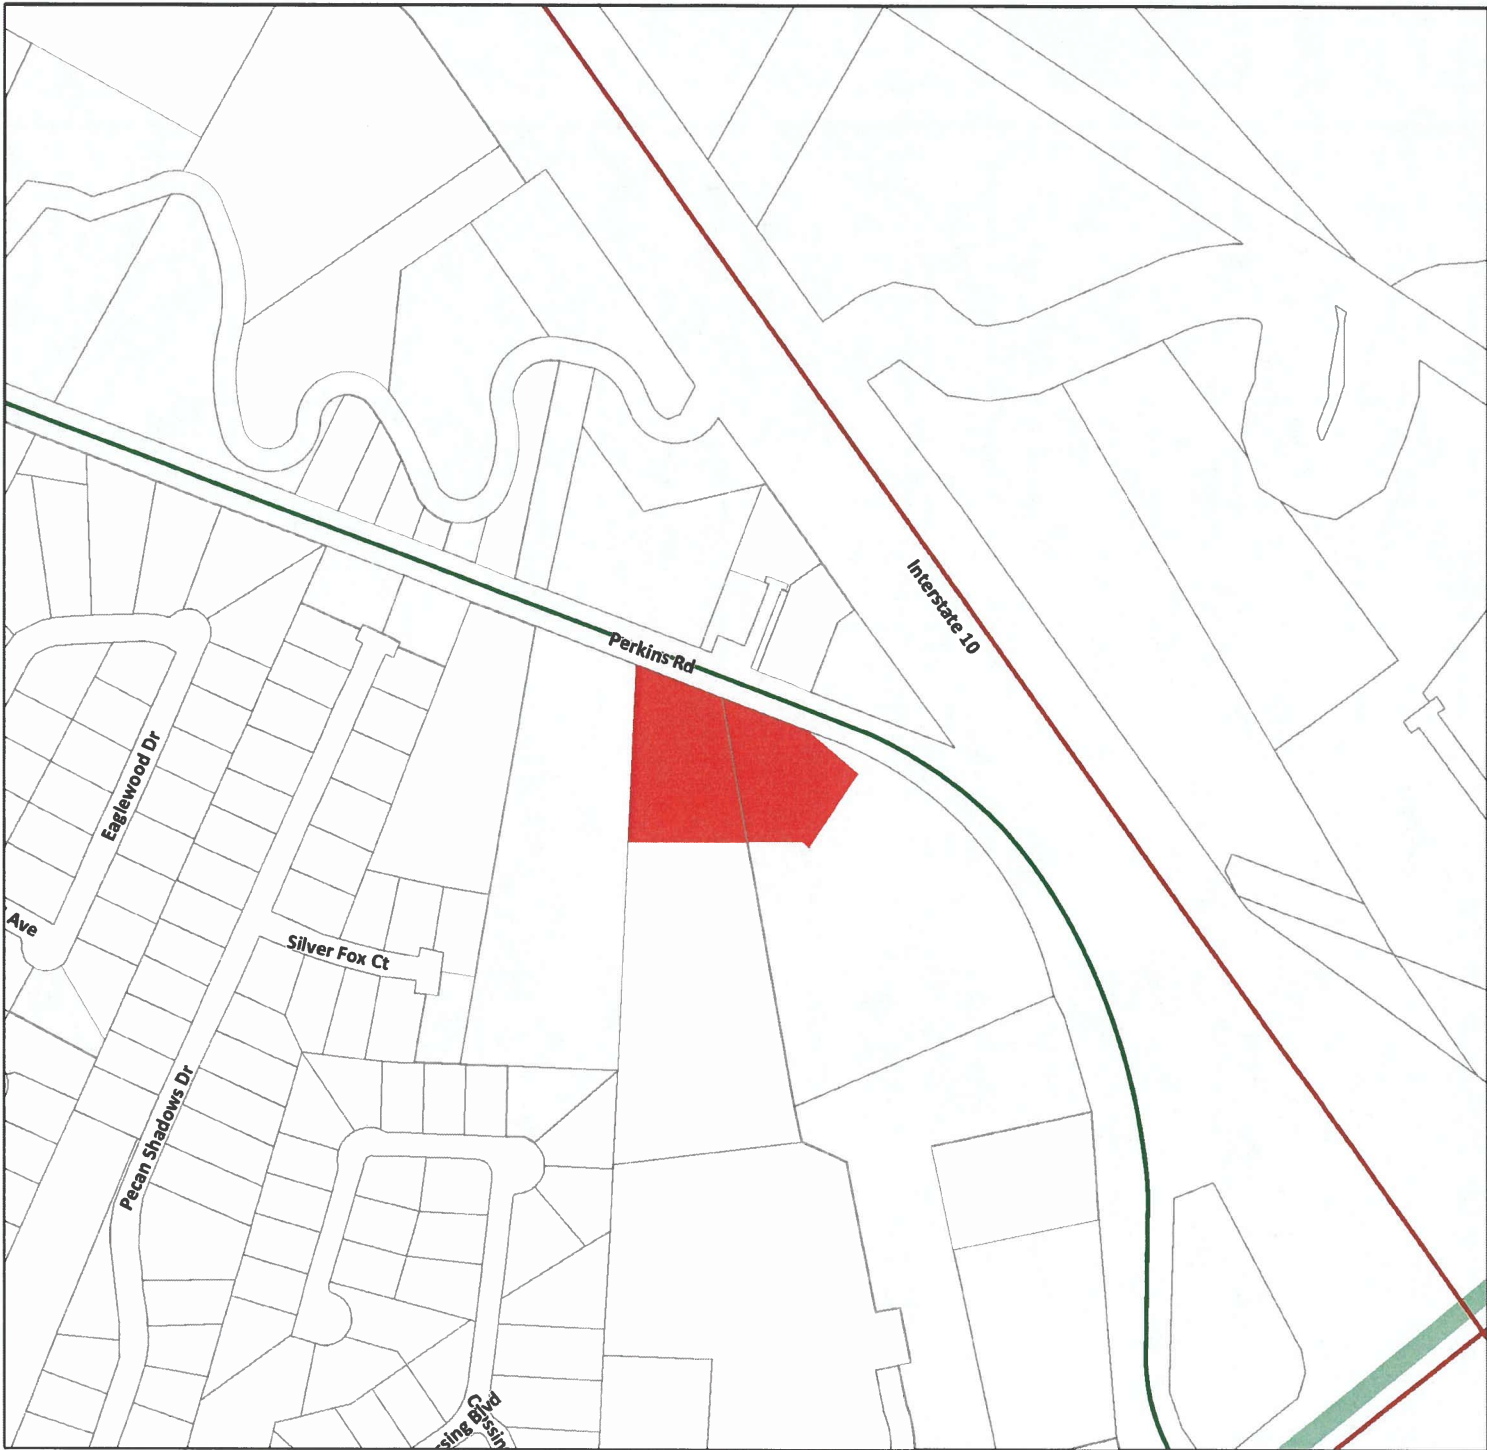 Interstate 10
Perkins Rd
Eaglewood Dr
Ave
Silver Fox Ct
Pecan Shadows Dr